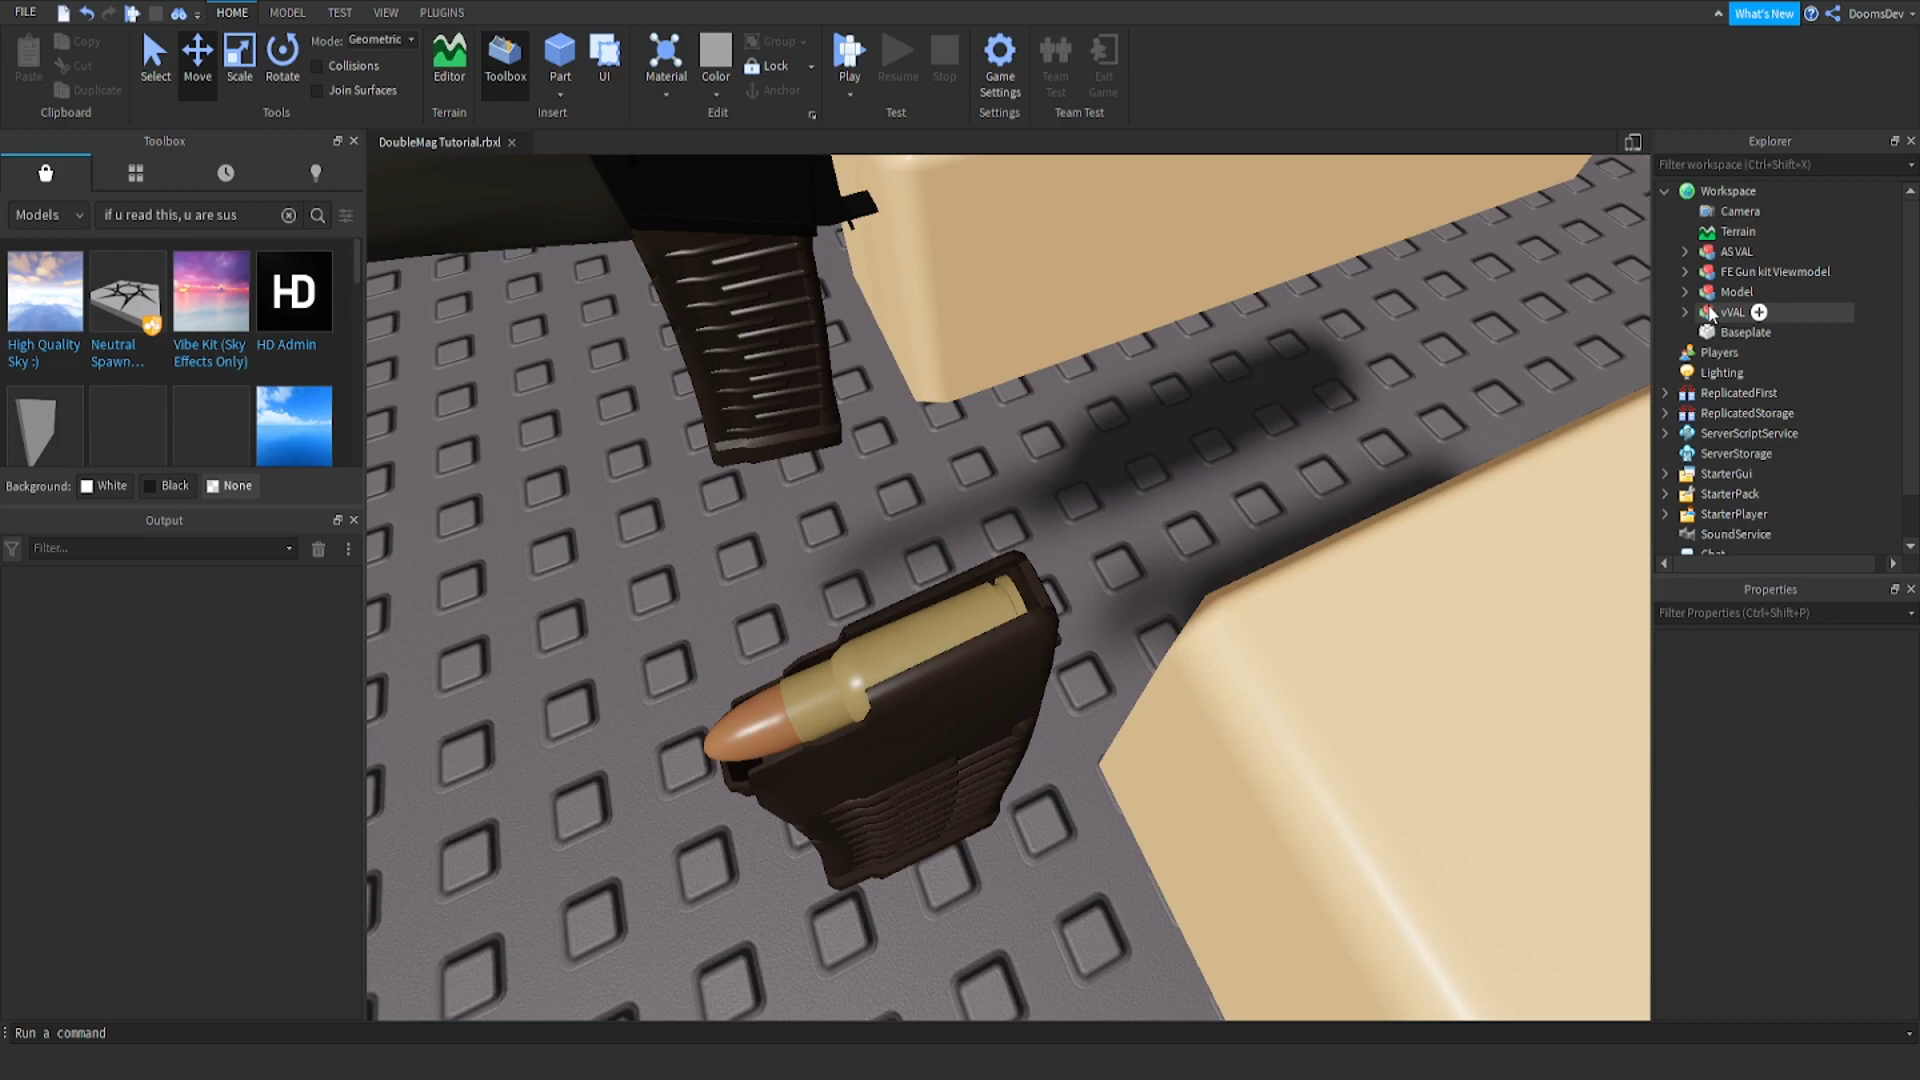 FILE HOME MODEL TEST VIEW PLUGINS What's New DoomsDev
Paste Copy Cut Duplicate Clipboard
Select Move Scale Rotate Mode: Geometric Collisions Join Surfaces Tools
Editor Terrain
Toolbox Part UI Insert
Material Color Group Lock Anchor Edit
Play Resume Stop Test
Game Settings Settings
Team Test Exit Game Team Test
Toolbox
Models if u read this, u are sus
HD
High Quality Sky :)
Neutral Spawn...
Vibe Kit (Sky Effects Only)
HD Admin
Background: White Black None
Output
Filter...
DoubleMag Tutorial.rbxl
Explorer
Filter workspace (Ctrl+Shift+X)
Workspace
Camera
Terrain
AS VAL
FE Gun kit Viewmodel
Model
vVAL
Baseplate
Players
Lighting
ReplicatedFirst
ReplicatedStorage
ServerScriptService
ServerStorage
StarterGui
StarterPack
StarterPlayer
SoundService
Chat
Properties
Filter Properties (Ctrl+Shift+P)
Run a command